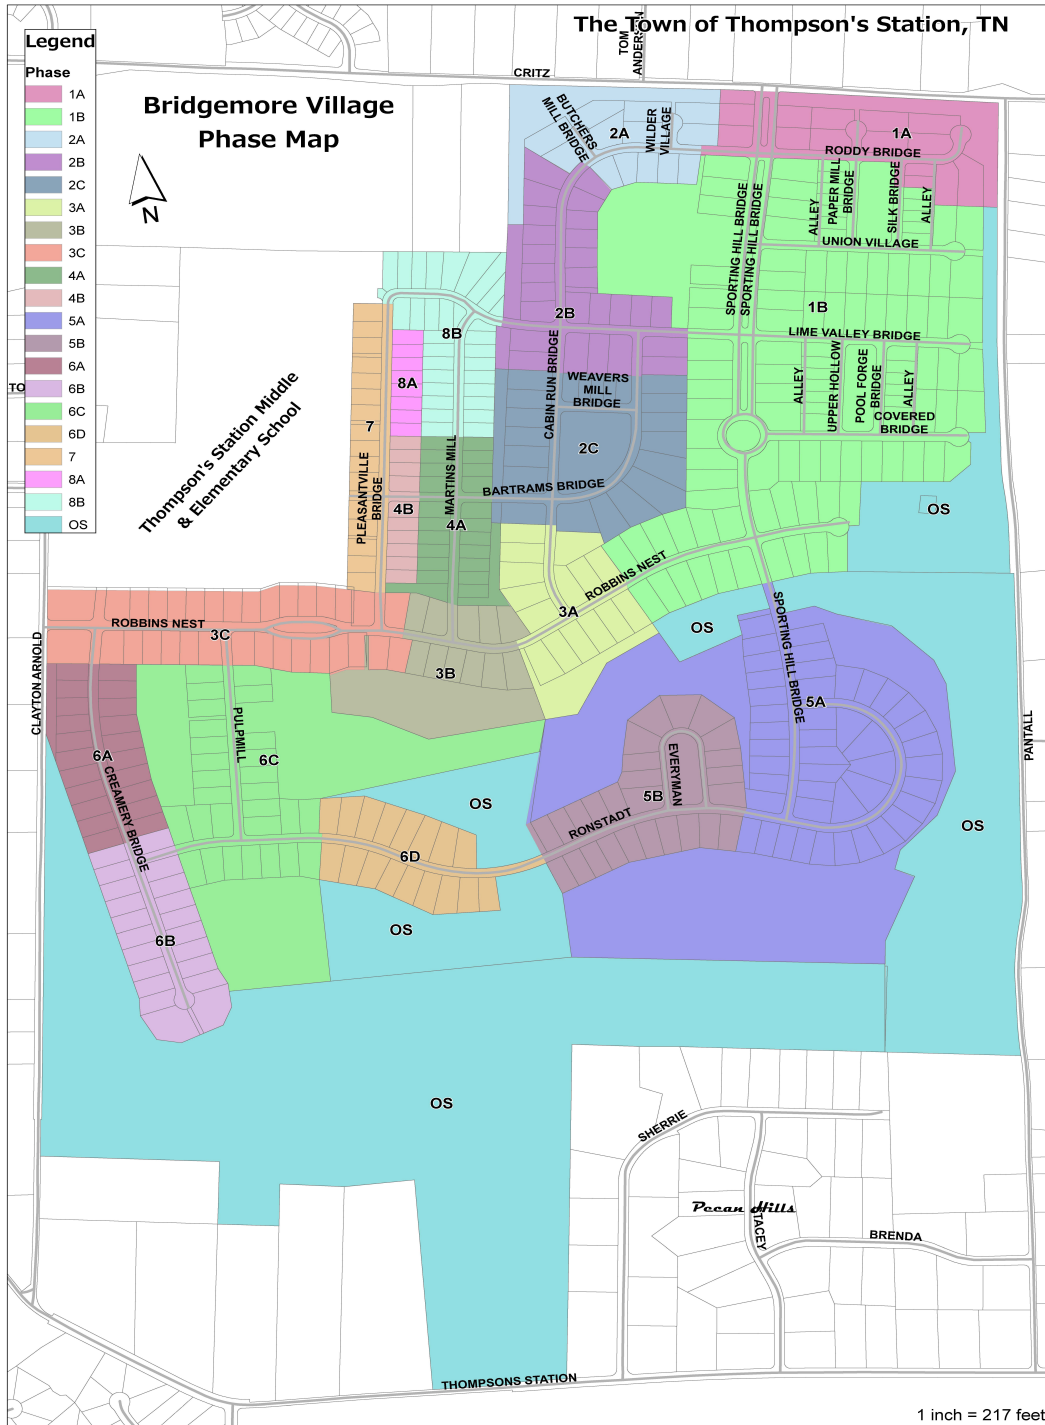 The Town of Thompson's Station, TN
TOM
ANDERSON
Legend
Phase
1A
1B
2A
2B
2C
3A
3B
3C
4A
4B
5A
5B
6A
6B
6C
6D
7
8A
8B
OS
Bridgemore Village
Phase Map
N
CRITZ
BUTCHERS
MILL BRIDGE
2A
WILDER
VILLAGE
1A
RODDY BRIDGE
SPORTING HILL BRIDGE
SPORTING HILL BRIDGE
ALLEY
PAPER MILL
BRIDGE
SILK BRIDGE
ALLEY
UNION VILLAGE
1B
LIME VALLEY BRIDGE
ALLEY
UPPER HOLLOW
POOL FORGE
BRIDGE
ALLEY
COVERED
BRIDGE
2B
8B
CABIN RUN BRIDGE
WEAVERS
MILL
BRIDGE
2C
BARTRAMS BRIDGE
TO
8A
7
PLEASANTVILLE
BRIDGE
4B
MARTINS MILL
4A
Thompson's Station Middle
& Elementary School
OS
ROBBINS NEST
3A
OS
SPORTING HILL BRIDGE
5A
CLAYTON ARNOLD
ROBBINS NEST
3C
3B
PULPMILL
6C
6A
CREAMERY BRIDGE
6B
6D
OS
OS
EVERYMAN
5B
RONSTADT
PANTALL
OS
OS
SHERRIE
Pecan Hills
TACEY
BRENDA
THOMPSONS STATION
1 inch = 217 feet